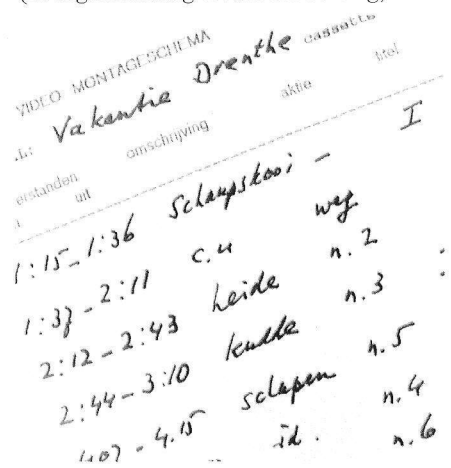 VIDEO MONTAGESCHEMA cassette
Vakantie Drenthe titel
omschrijving aktie
uit I
1:15-1:36 Schaapskooi -
1:37-2:11 c.u weg
2:12-2:43 heide n.2
2:44-3:10 kudde n.3 :
4.15 schapen n.5
id. n.4
n.6